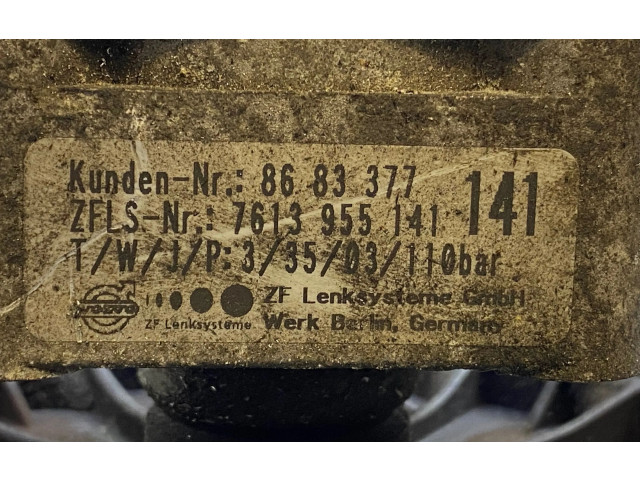 Kunden-Nr.: 86 83 377
ZFLS-Nr.: 7613 955 141 141
T/W/J/P: 3/35/03/110bar
VOLVO ZF Lenksysteme ZF Lenksysteme GmbH
Werk Berlin, Germany